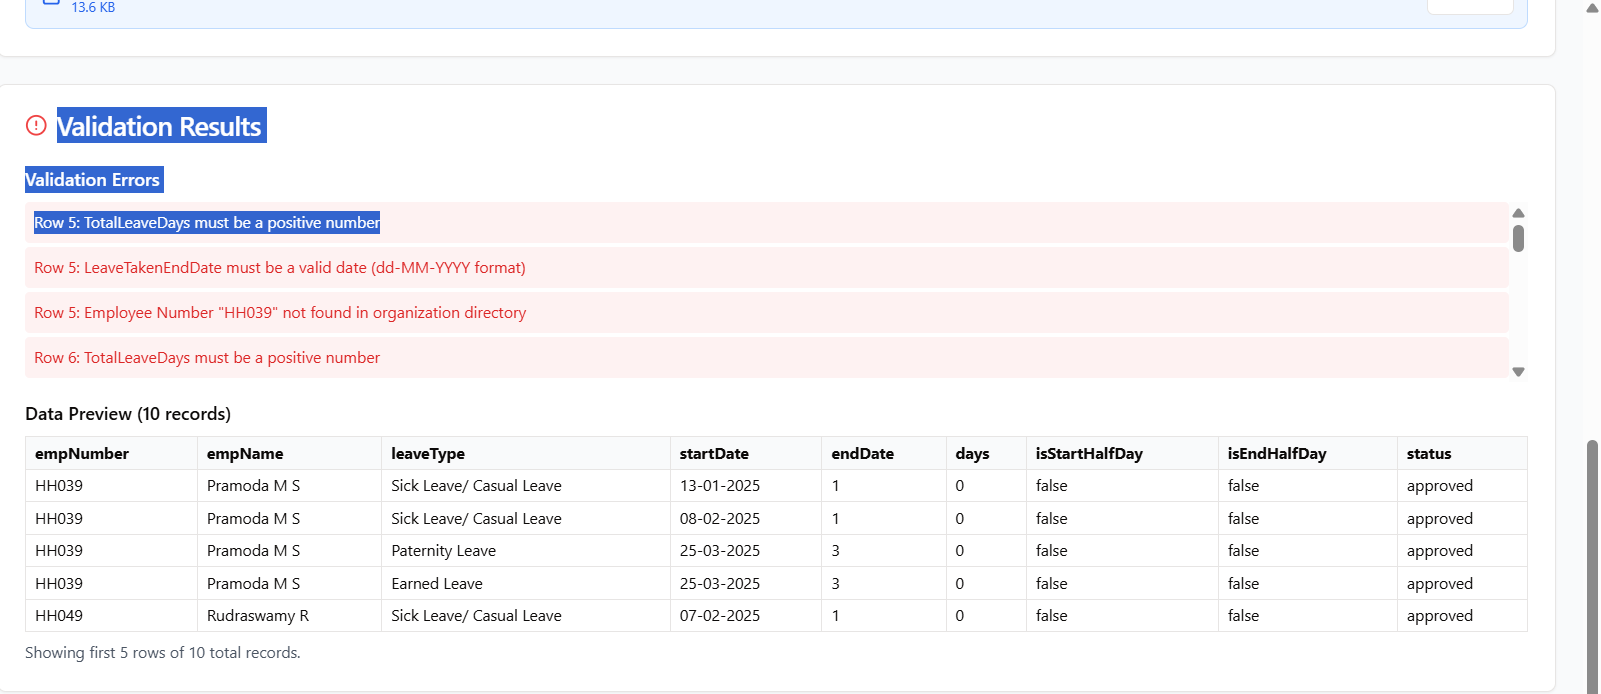 13.6 KB
Validation Results
Validation Errors
Row 5: TotalLeaveDays must be a positive number
Row 5: LeaveTakenEndDate must be a valid date (dd-MM-YYYY format)
Row 5: Employee Number "HH039" not found in organization directory
Row 6: TotalLeaveDays must be a positive number
Data Preview (10 records)
empNumber empName leaveType startDate endDate days isStartHalfDay isEndHalfDay status
HH039 Pramoda M S Sick Leave/ Casual Leave 13-01-2025 1 0 false false approved
HH039 Pramoda M S Sick Leave/ Casual Leave 08-02-2025 1 0 false false approved
HH039 Pramoda M S Paternity Leave 25-03-2025 3 0 false false approved
HH039 Pramoda M S Earned Leave 25-03-2025 3 0 false false approved
HH049 Rudraswamy R Sick Leave/ Casual Leave 07-02-2025 1 0 false false approved
Showing first 5 rows of 10 total records.